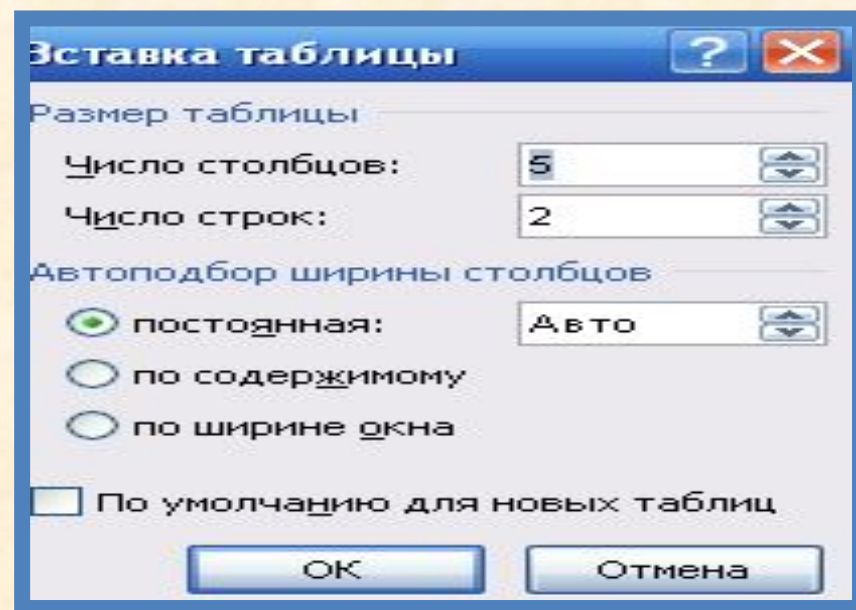 Вставка таблицы
Размер таблицы
Число столбцов: 5
Число строк: 2
Автоподбор ширины столбцов
постоянная: Авто
по содержимому
по ширине окна
По умолчанию для новых таблиц
ОК Отмена